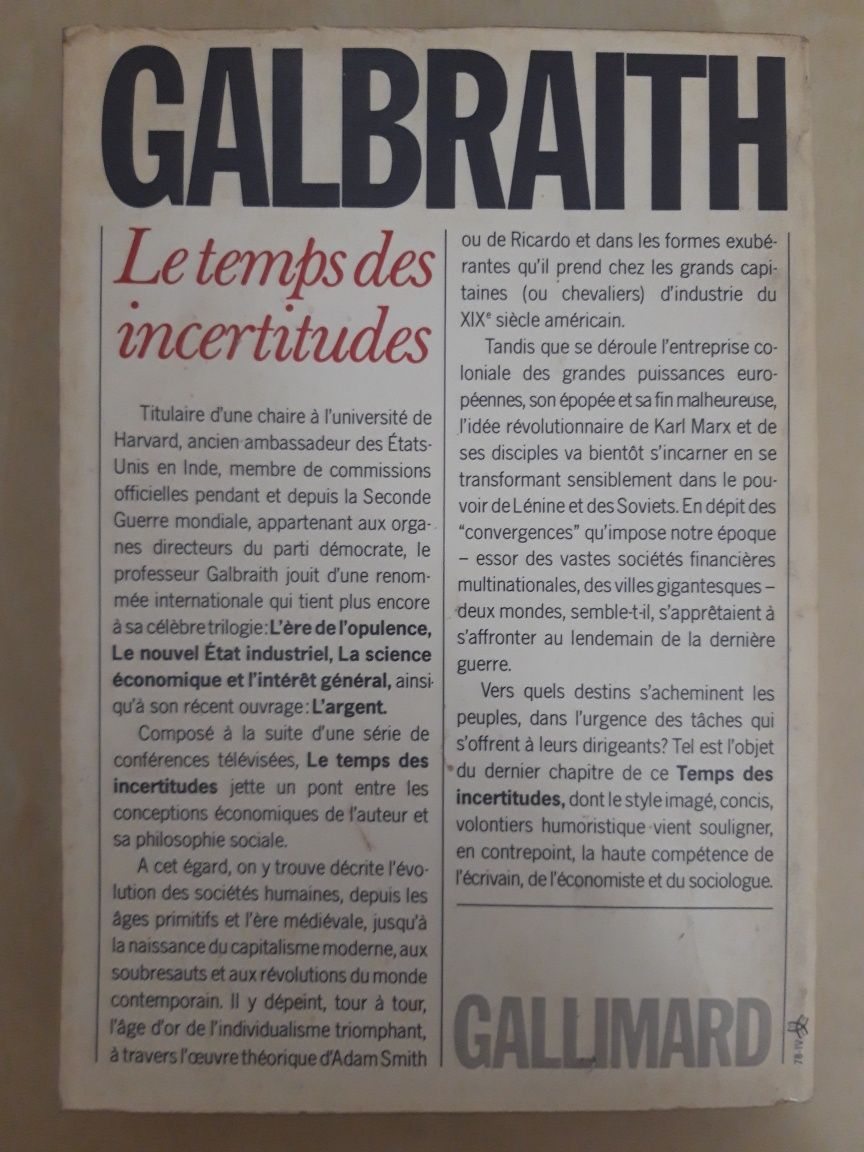 GALBRAITH
Le temps des
incertitudes
Titulaire d'une chaire à l'université de
Harvard, ancien ambassadeur des États-
Unis en Inde, membre de commissions
officielles pendant et depuis la Seconde
Guerre mondiale, appartenant aux orga-
nes directeurs du parti démocrate, le
professeur Galbraith jouit d'une renom-
mée internationale qui tient plus encore
à sa célèbre trilogie: L'ère de l'opulence,
Le nouvel État industriel, La science
économique et l'intérêt général, ainsi
qu'à son récent ouvrage: L'argent.
Composé à la suite d'une série de
conférences télévisées, Le temps des
incertitudes jette un pont entre les
conceptions économiques de l'auteur et
sa philosophie sociale.
A cet égard, on y trouve décrite l'évo-
lution des sociétés humaines, depuis les
âges primitifs et l'ère médiévale, jusqu'à
la naissance du capitalisme moderne, aux
soubresauts et aux révolutions du monde
contemporain. Il y dépeint, tour à tour,
l'âge d'or de l'individualisme triomphant,
à travers l'œuvre théorique d'Adam Smith
ou de Ricardo et dans les formes exubé-
rantes qu'il prend chez les grands capi-
taines (ou chevaliers) d'industrie du
XIXe siècle américain.
Tandis que se déroule l'entreprise co-
loniale des grandes puissances euro-
péennes, son épopée et sa fin malheureuse,
l'idée révolutionnaire de Karl Marx et de
ses disciples va bientôt s'incarner en se
transformant sensiblement dans le pou-
voir de Lénine et des Soviets. En dépit des
"convergences" qu'impose notre époque
– essor des vastes sociétés financières
multinationales, des villes gigantesques –
deux mondes, semble-t-il, s'apprêtaient à
s'affronter au lendemain de la dernière
guerre.
Vers quels destins s'acheminent les
peuples, dans l'urgence des tâches qui
s'offrent à leurs dirigeants? Tel est l'objet
du dernier chapitre de ce Temps des
incertitudes, dont le style imagé, concis,
volontiers humoristique vient souligner,
en contrepoint, la haute compétence de
l'écrivain, de l'économiste et du sociologue.
GALLIMARD
78-IV